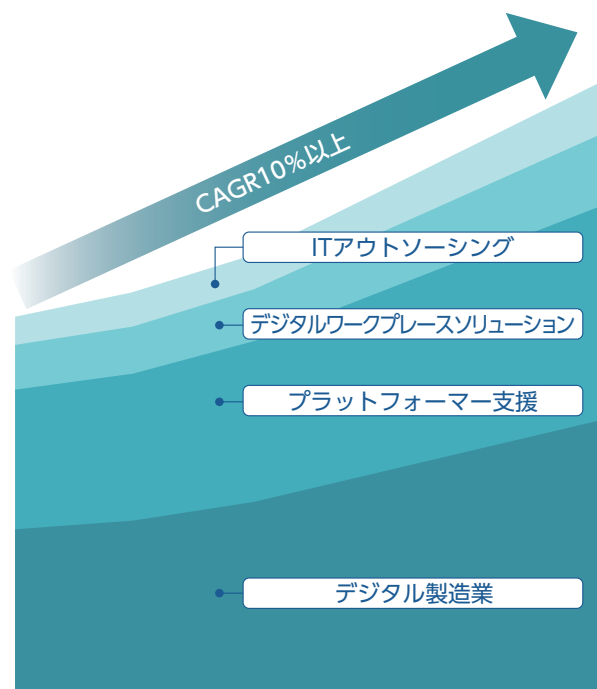 CAGR10%以上
ITアウトソーシング
デジタルワークプレースソリューション
プラットフォーマー支援
デジタル製造業